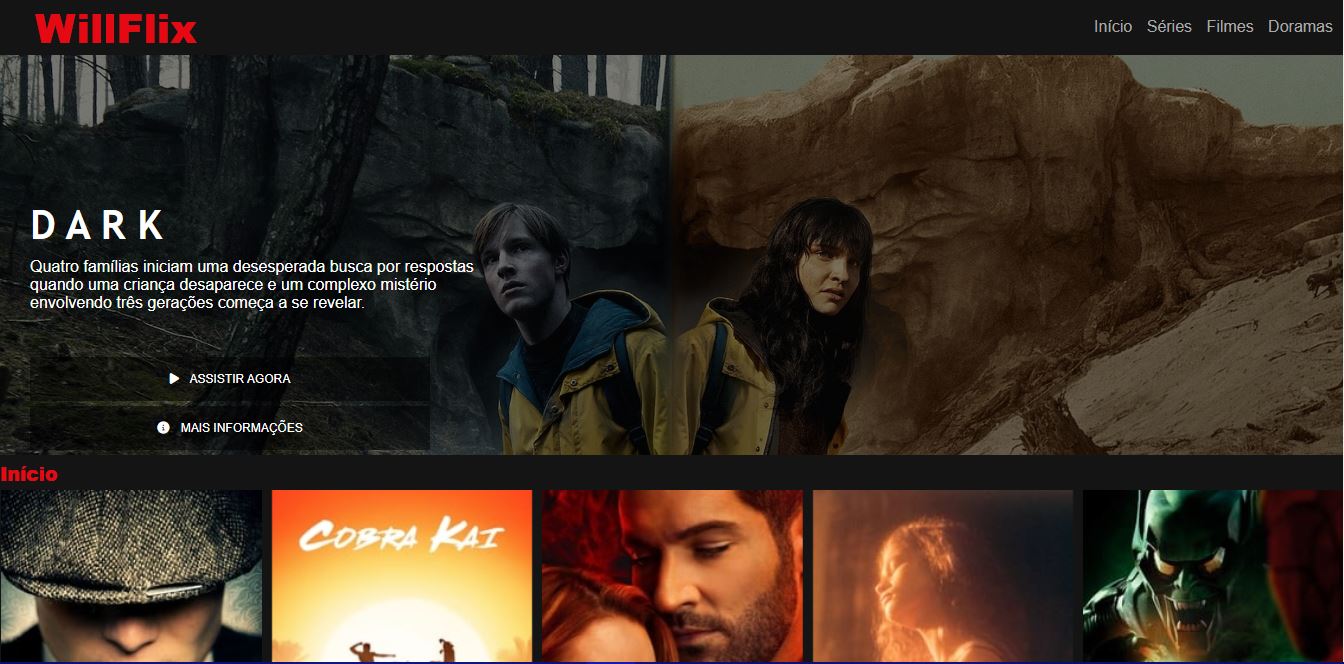 WillFlix
Início Séries Filmes Doramas
DARK
Quatro famílias iniciam uma desesperada busca por respostas
quando uma criança desaparece e um complexo mistério
envolvendo três gerações começa a se revelar.
ASSISTIR AGORA
MAIS INFORMAÇÕES
Início
COBRA KAI